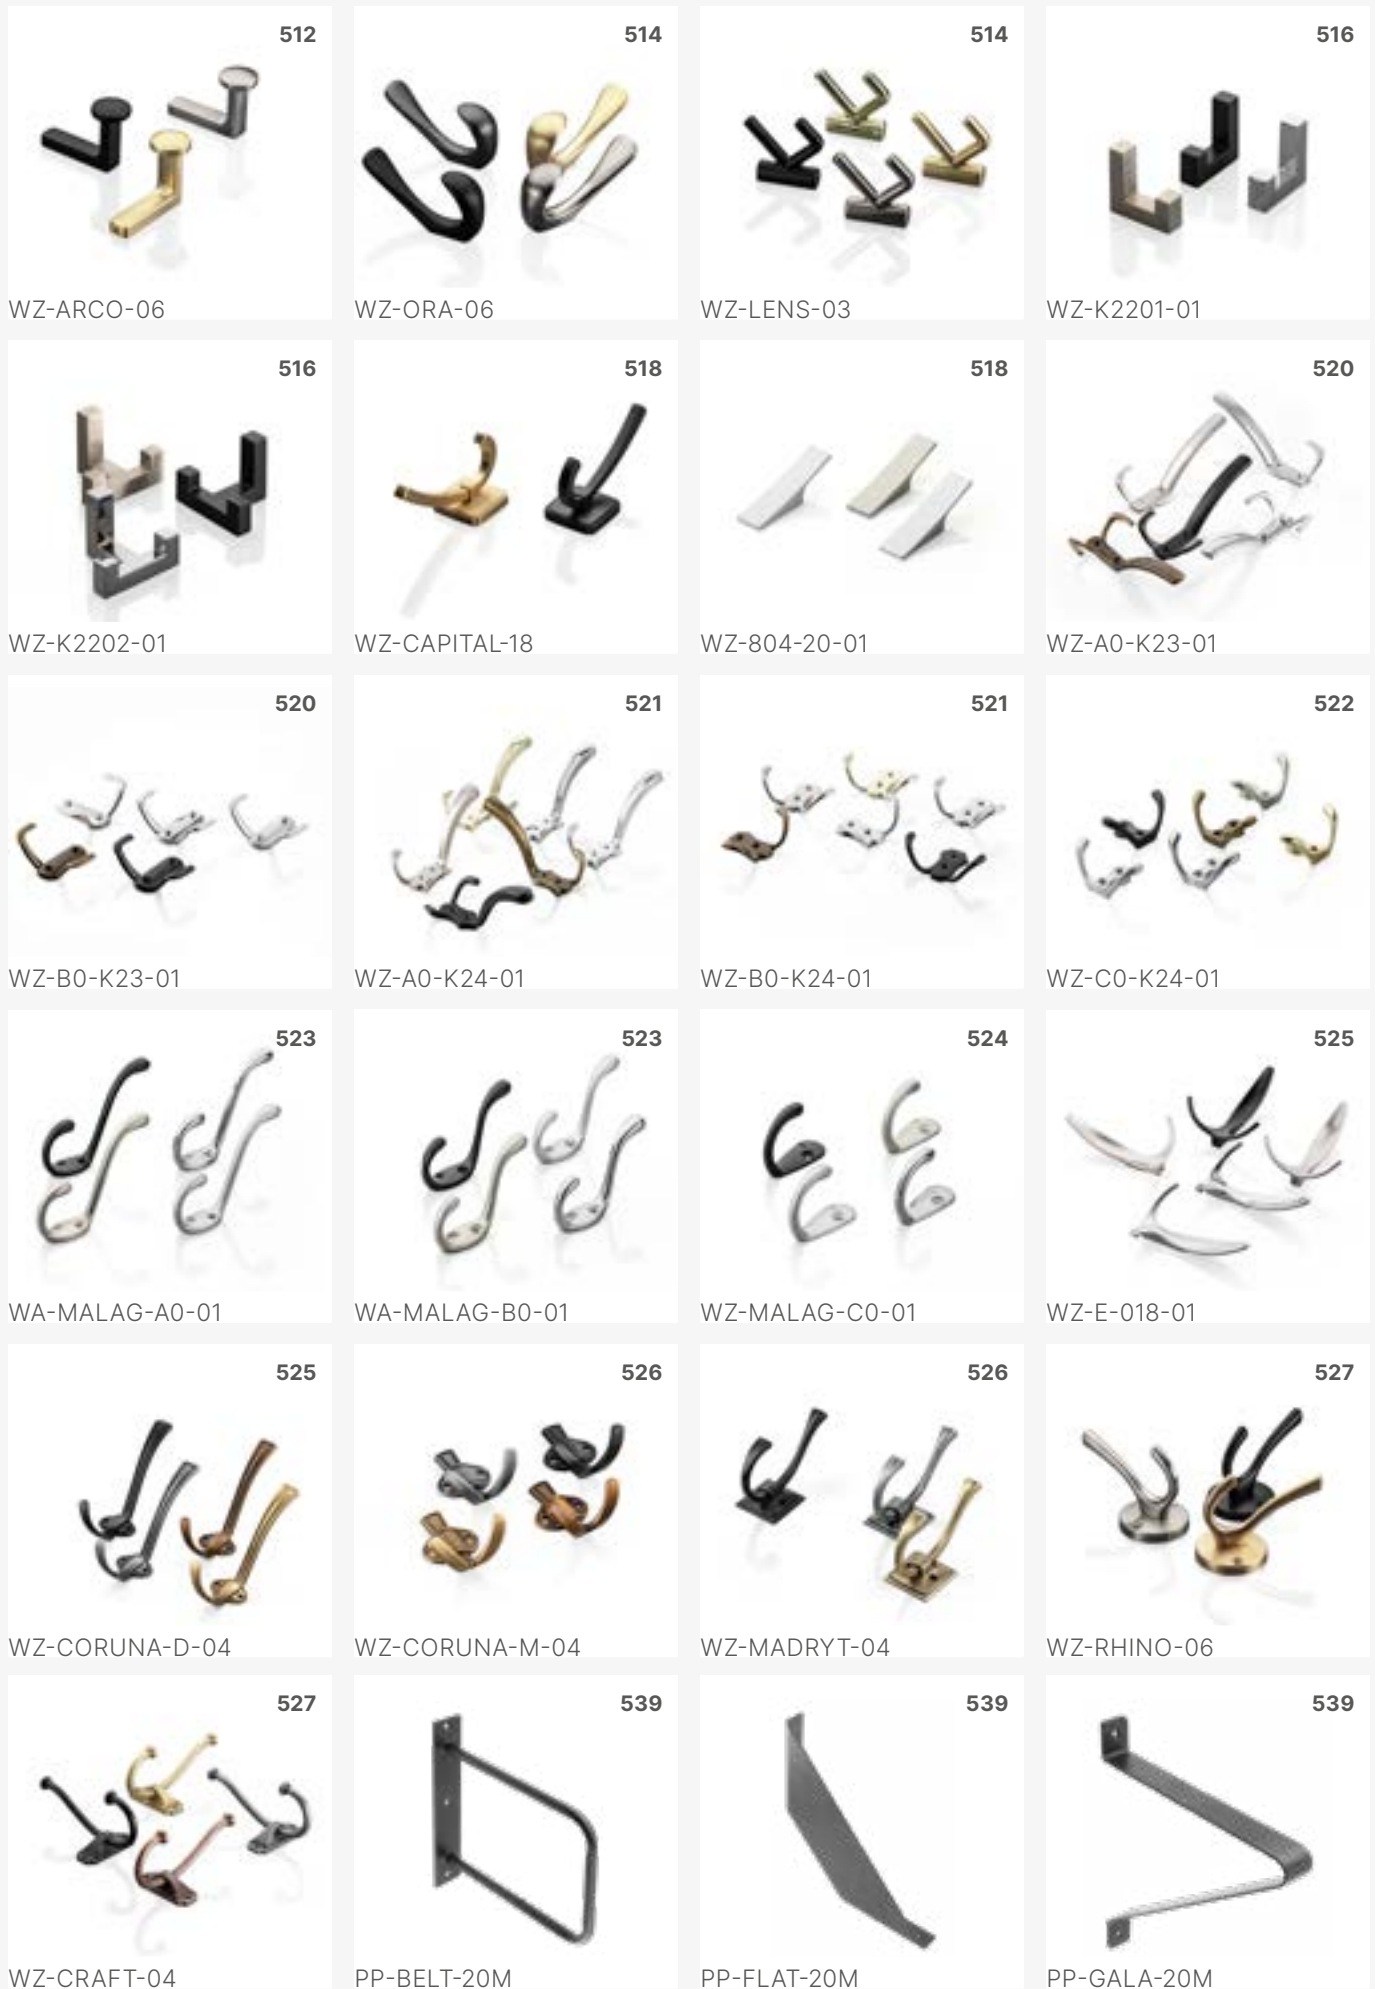 512
WZ-ARCO-06
514
WZ-ORA-06
514
WZ-LENS-03
516
WZ-K2201-01
516
WZ-K2202-01
518
WZ-CAPITAL-18
518
WZ-804-20-01
520
WZ-A0-K23-01
520
WZ-B0-K23-01
521
WZ-A0-K24-01
521
WZ-B0-K24-01
522
WZ-C0-K24-01
523
WA-MALAG-A0-01
523
WA-MALAG-B0-01
524
WZ-MALAG-C0-01
525
WZ-E-018-01
525
WZ-CORUNA-D-04
526
WZ-CORUNA-M-04
526
WZ-MADRYT-04
527
WZ-RHINO-06
527
WZ-CRAFT-04
539
PP-BELT-20M
539
PP-FLAT-20M
539
PP-GALA-20M